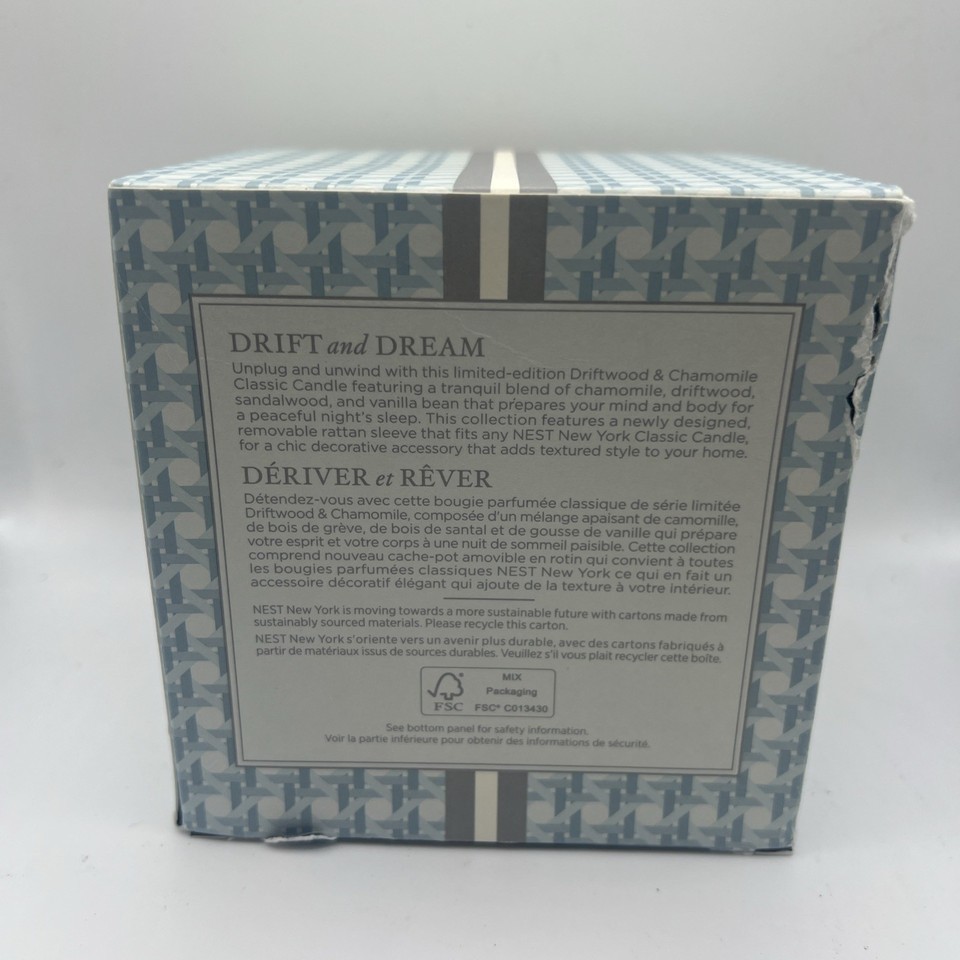 DRIFT and DREAM
Unplug and unwind with this limited-edition Driftwood & Chamomile
Classic Candle featuring a tranquil blend of chamomile, driftwood,
sandalwood, and vanilla bean that prepares your mind and body for
a peaceful night's sleep. This collection features a newly designed,
removable rattan sleeve that fits any NEST New York Classic Candle,
for a chic decorative accessory that adds textured style to your home.
DÉRIVER et RÊVER
Détendez-vous avec cette bougie parfumée classique de série limitée
Driftwood & Chamomile, composée d'un mélange apaisant de camomille,
de bois de grève, de bois de santal et de gousse de vanille qui prépare
votre esprit et votre corps à une nuit de sommeil paisible. Cette collection
comprend nouveau cache-pot amovible en rotin qui convient à toutes
les bougies parfumées classiques NEST New York ce qui en fait un
accessoire décoratif élégant qui ajoute de la texture à votre intérieur.
NEST New York is moving towards a more sustainable future with cartons made from
sustainably sourced materials. Please recycle this carton.
NEST New York s'oriente vers un avenir plus durable, avec des cartons fabriqués à
partir de matériaux issus de sources durables. Veuillez s'il vous plait recycler cette boîte.
MIX
Packaging
FSC FSC® C013430
See bottom panel for safety information.
Voir la partie inférieure pour obtenir des informations de sécurité.